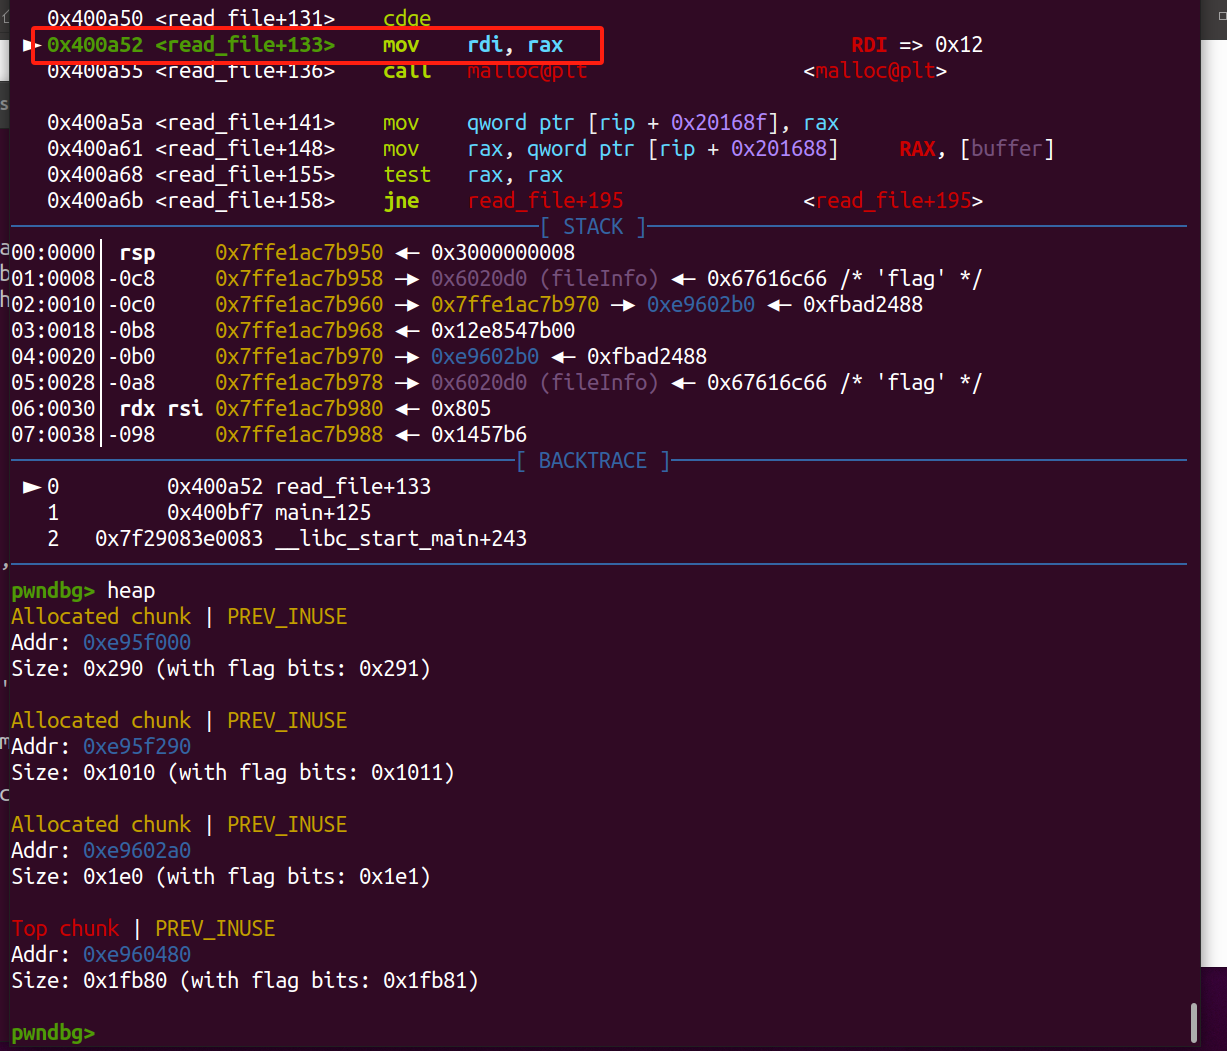 0x400a50 <read_file+131> cdqe
► 0x400a52 <read_file+133> mov rdi, rax RDI => 0x12
0x400a55 <read_file+136> call malloc@plt <malloc@plt>
0x400a5a <read_file+141> mov qword ptr [rip + 0x20168f], rax
0x400a61 <read_file+148> mov rax, qword ptr [rip + 0x201688] RAX, [buffer]
0x400a68 <read_file+155> test rax, rax
0x400a6b <read_file+158> jne read_file+195 <read_file+195>
[ STACK ]
00:0000│ rsp 0x7ffe1ac7b950 ◂— 0x3000000008
01:0008│-0c8 0x7ffe1ac7b958 —▸ 0x6020d0 (fileInfo) ◂— 0x67616c66 /* 'flag' */
02:0010│-0c0 0x7ffe1ac7b960 —▸ 0x7ffe1ac7b970 —▸ 0xe9602b0 ◂— 0xfbad2488
03:0018│-0b8 0x7ffe1ac7b968 ◂— 0x12e8547b00
04:0020│-0b0 0x7ffe1ac7b970 —▸ 0xe9602b0 ◂— 0xfbad2488
05:0028│-0a8 0x7ffe1ac7b978 —▸ 0x6020d0 (fileInfo) ◂— 0x67616c66 /* 'flag' */
06:0030│ rdx rsi 0x7ffe1ac7b980 ◂— 0x805
07:0038│-098 0x7ffe1ac7b988 ◂— 0x1457b6
[ BACKTRACE ]
► 0 0x400a52 read_file+133
1 0x400bf7 main+125
2 0x7f29083e0083 __libc_start_main+243
pwndbg> heap
Allocated chunk | PREV_INUSE
Addr: 0xe95f000
Size: 0x290 (with flag bits: 0x291)
Allocated chunk | PREV_INUSE
Addr: 0xe95f290
Size: 0x1010 (with flag bits: 0x1011)
Allocated chunk | PREV_INUSE
Addr: 0xe9602a0
Size: 0x1e0 (with flag bits: 0x1e1)
Top chunk | PREV_INUSE
Addr: 0xe960480
Size: 0x1fb80 (with flag bits: 0x1fb81)
pwndbg>